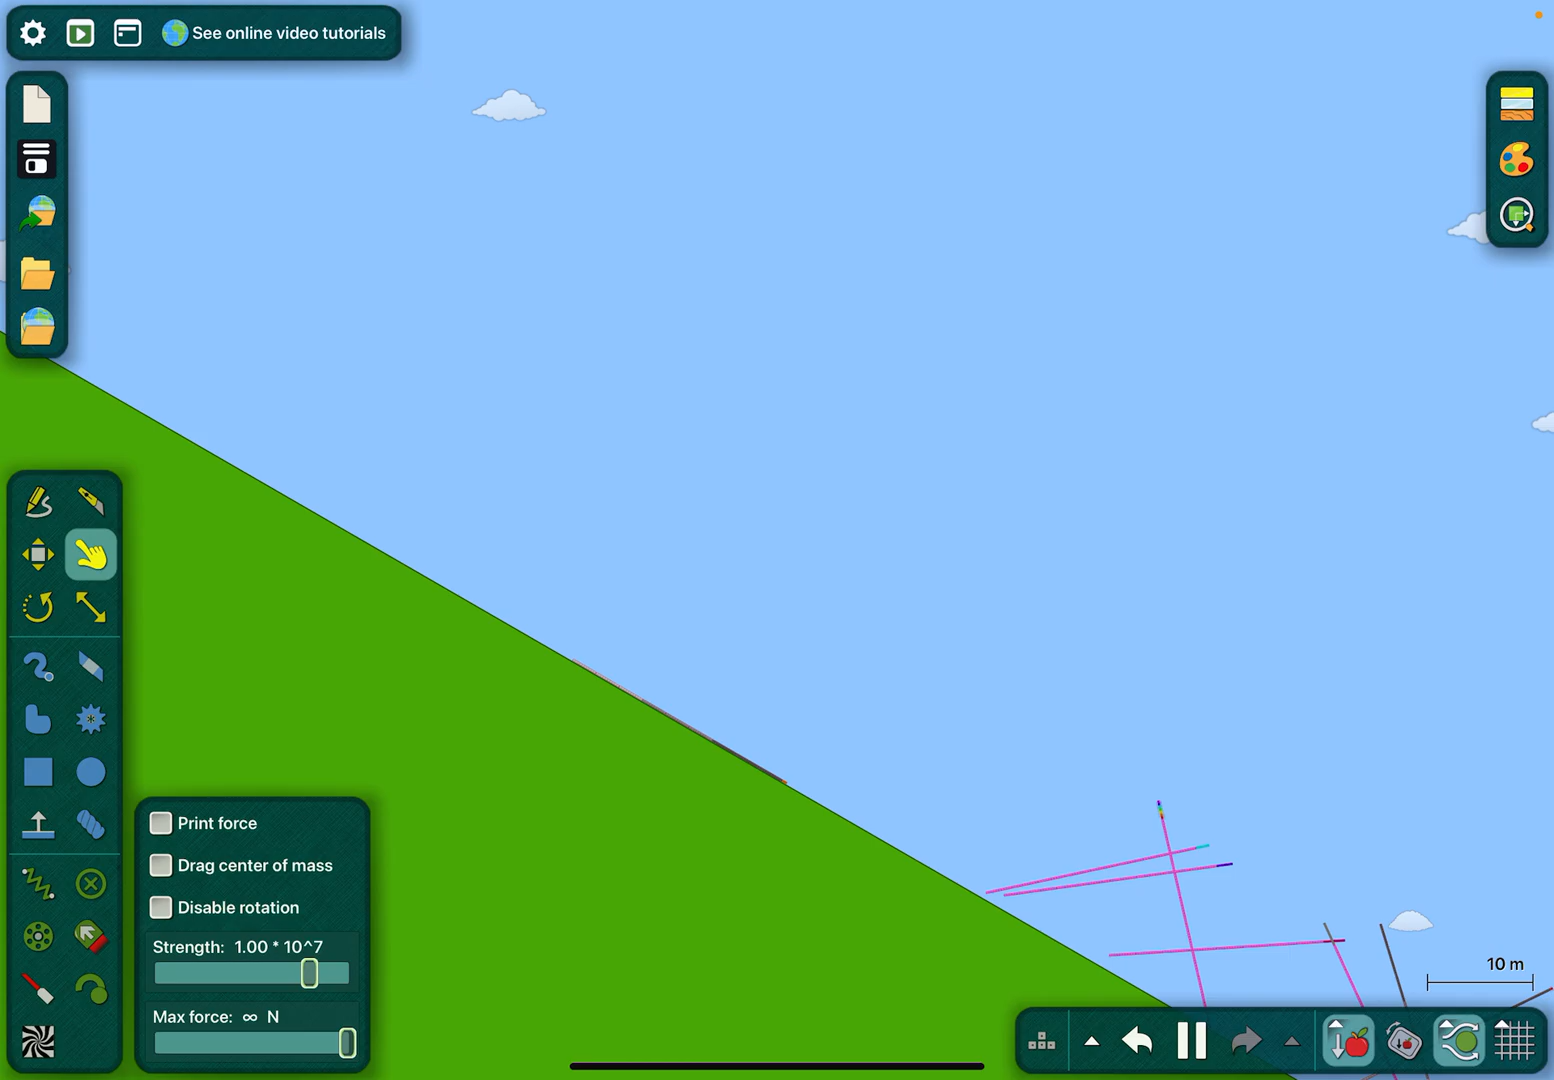 See online video tutorials
Print force
Drag center of mass
Disable rotation
Strength: 1.00 * 10^7
Max force: ∞ N
10 m